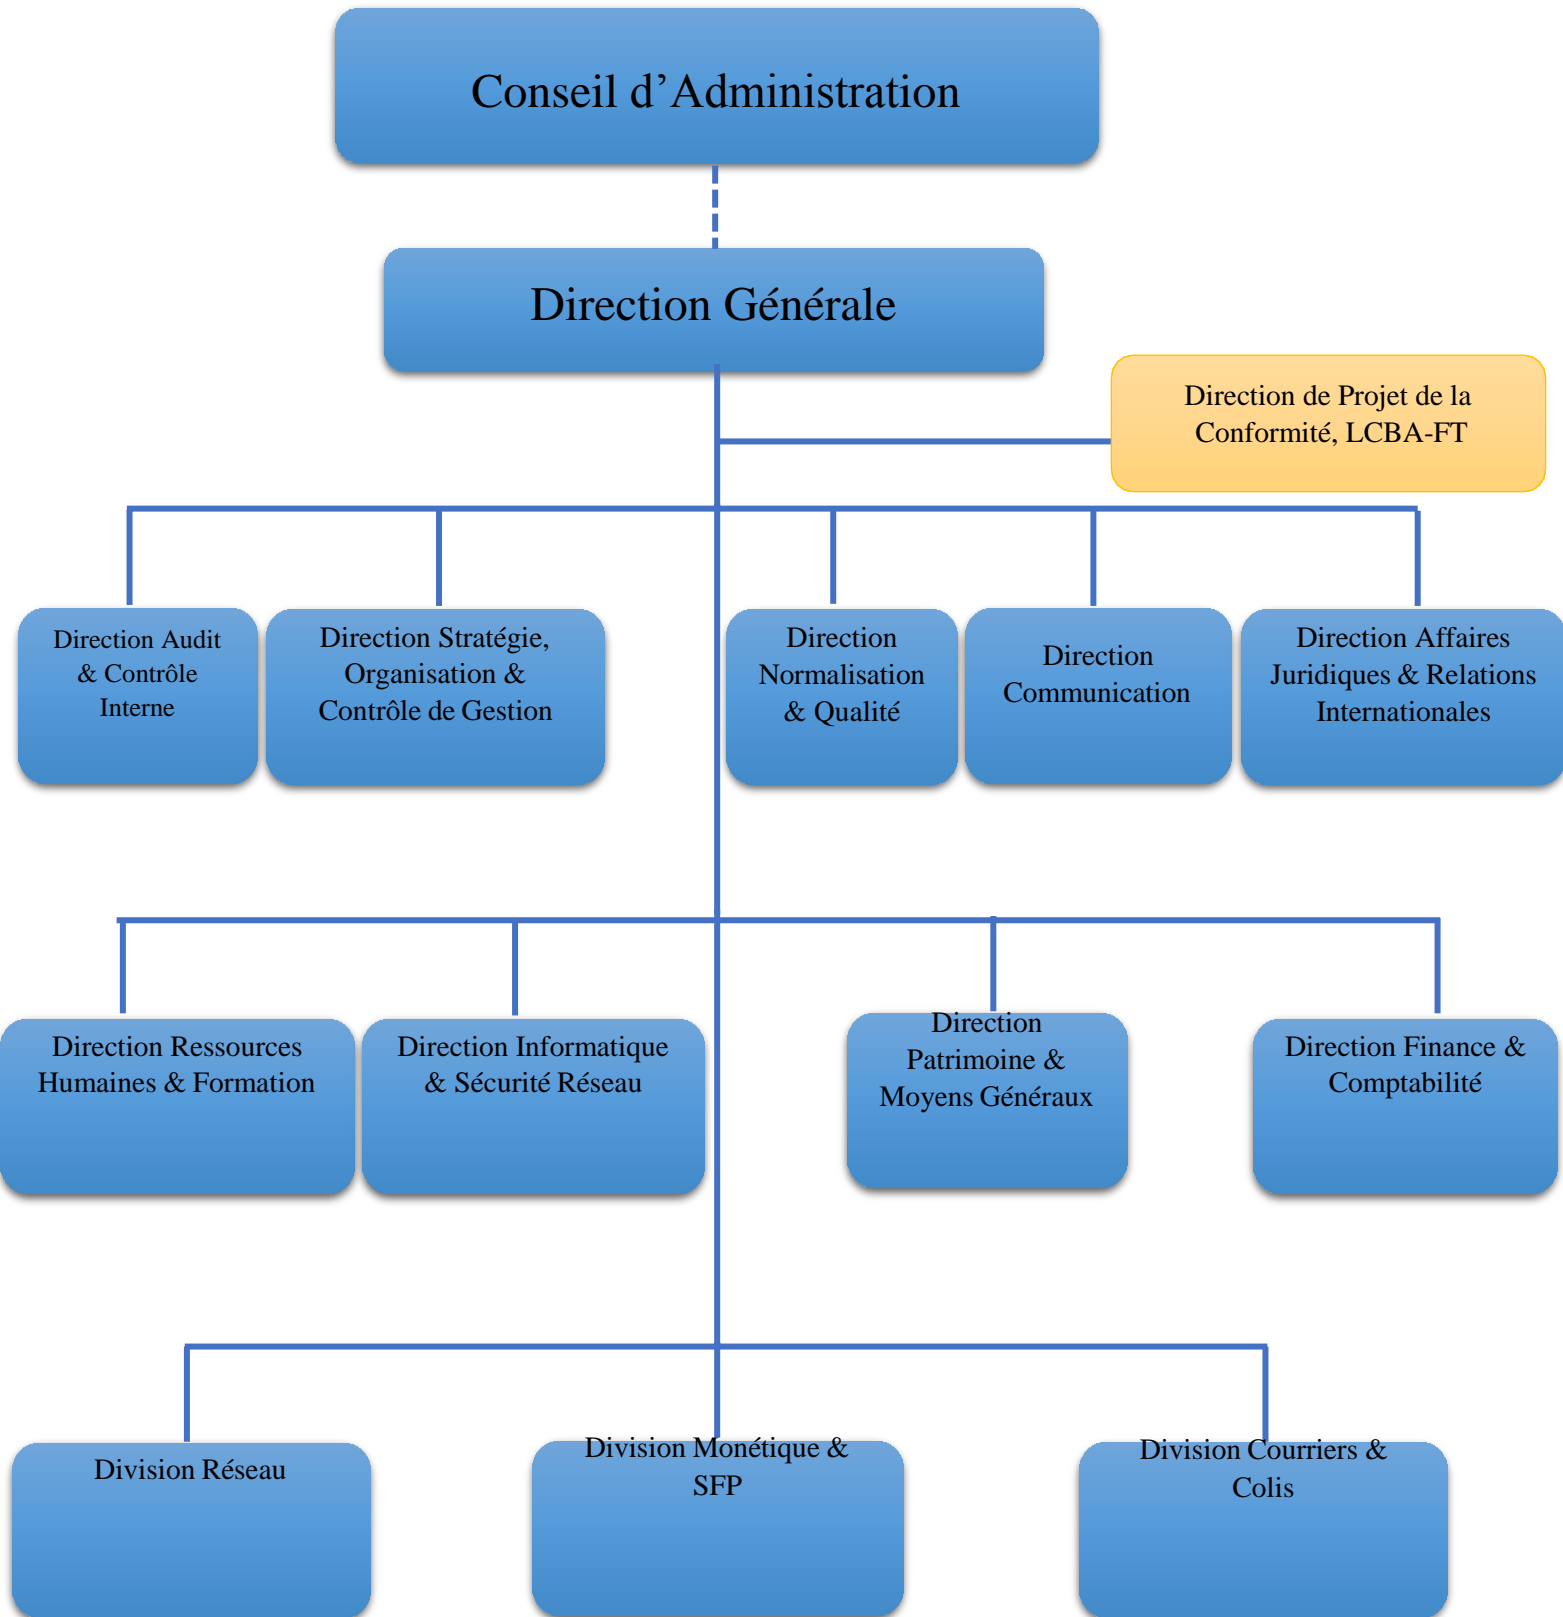 Conseil d’Administration
Direction Générale
Direction de Projet de la
Conformité, LCBA-FT
Direction Audit
& Contrôle
Interne
Direction Stratégie,
Organisation &
Contrôle de Gestion
Direction
Normalisation
& Qualité
Direction
Communication
Direction Affaires
Juridiques & Relations
Internationales
Direction Ressources
Humaines & Formation
Direction Informatique
& Sécurité Réseau
Direction
Patrimoine &
Moyens Généraux
Direction Finance &
Comptabilité
Division Réseau
Division Monétique &
SFP
Division Courriers &
Colis